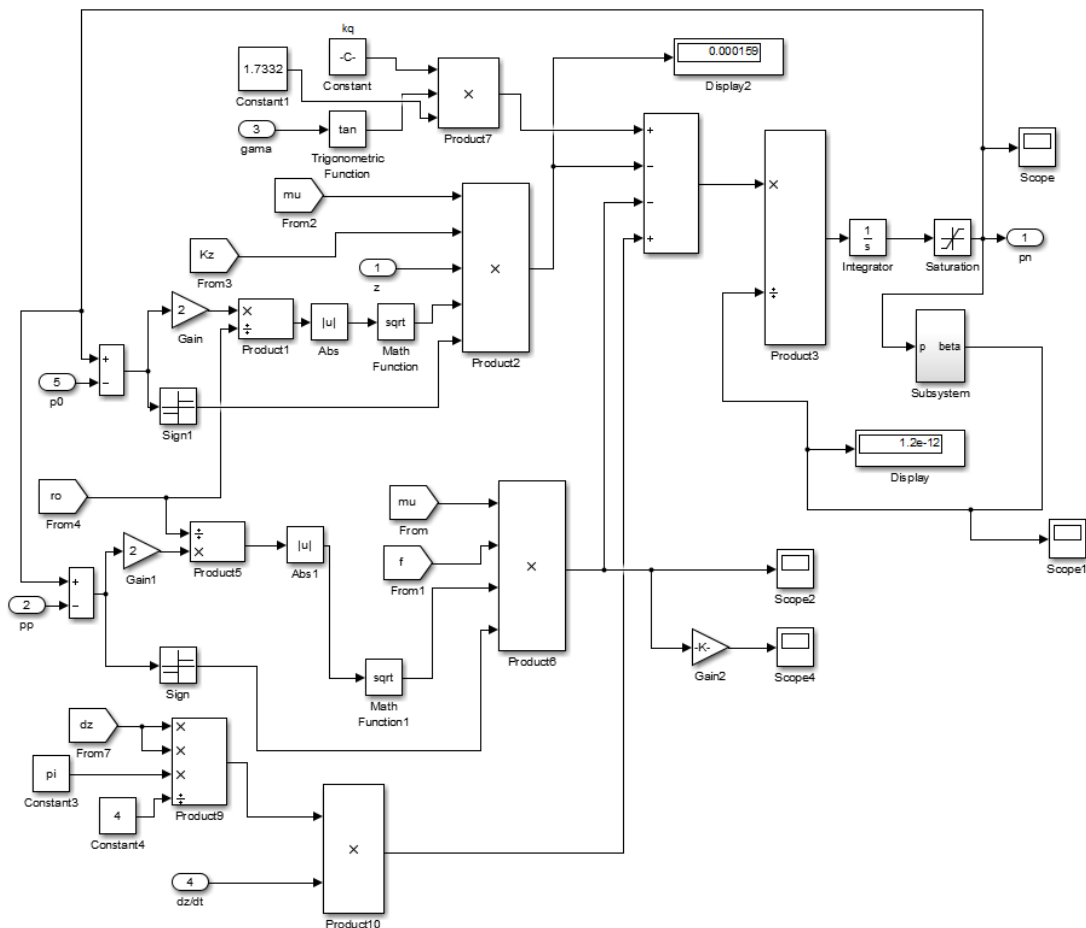 kq
-C-
Constant
1.7332
Constant1
3
gama
tan
Trigonometric
Function
×
Product7
0.000159
Display2
mu
From2
Kz
From3
1
z
×
Product2
2
Gain
×
÷
Product1
|u|
Abs
sqrt
Math
Function
+
−
5
p0
Sign1
+
−
−
+
×
÷
Product3
1
s
Integrator
Saturation
Scope
1
pn
p beta
Subsystem
1.2e-12
Display
Scope1
ro
From4
2
Gain1
÷
×
Product5
|u|
Abs1
+
−
2
pp
Sign
sqrt
Math
Function1
mu
From
f
From1
×
Product6
Scope2
-K-
Gain2
Scope4
dz
From7
pi
Constant3
4
Constant4
×
×
×
÷
Product9
4
dz/dt
×
Product10